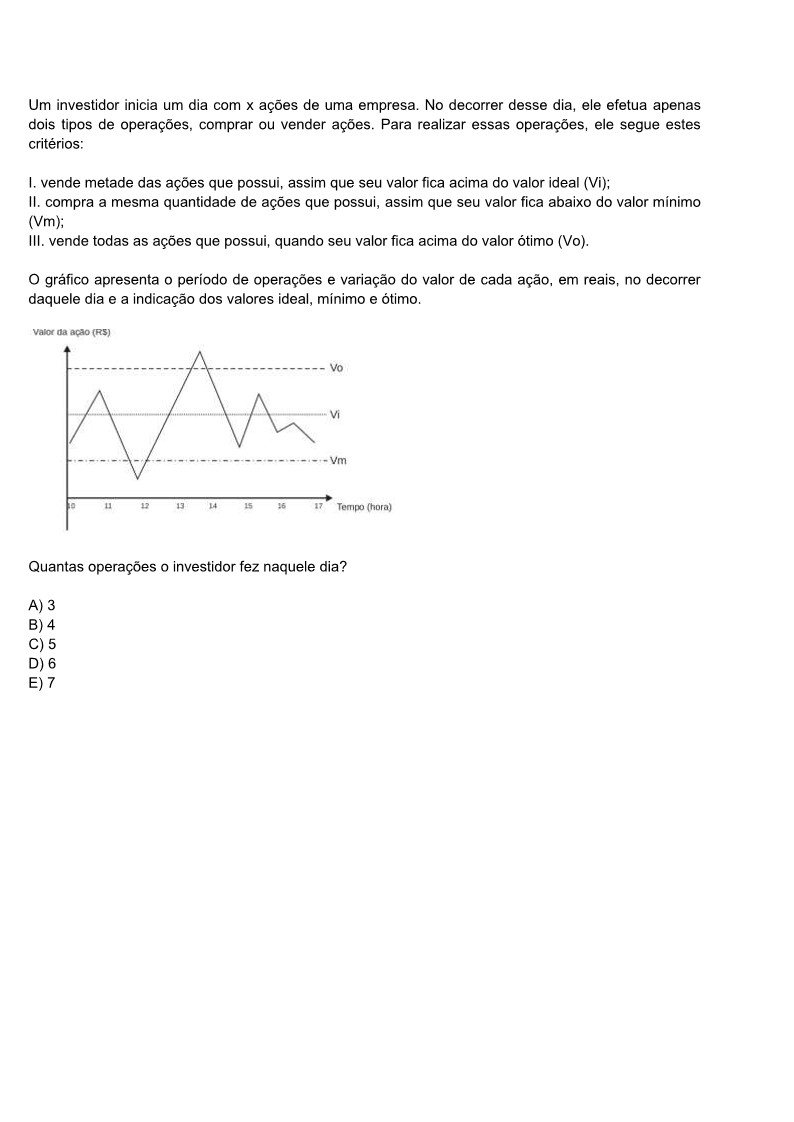 Um investidor inicia um dia com x ações de uma empresa. No decorrer desse dia, ele efetua apenas
dois tipos de operações, comprar ou vender ações. Para realizar essas operações, ele segue estes
critérios:
I. vende metade das ações que possui, assim que seu valor fica acima do valor ideal (Vi);
II. compra a mesma quantidade de ações que possui, assim que seu valor fica abaixo do valor mínimo
(Vm);
III. vende todas as ações que possui, quando seu valor fica acima do valor ótimo (Vo).
O gráfico apresenta o período de operações e variação do valor de cada ação, em reais, no decorrer
daquele dia e a indicação dos valores ideal, mínimo e ótimo.
Valor da ação (R$)
Vo
Vi
Vm
10 11 12 13 14 15 16 17 Tempo (hora)
Quantas operações o investidor fez naquele dia?
A) 3
B) 4
C) 5
D) 6
E) 7